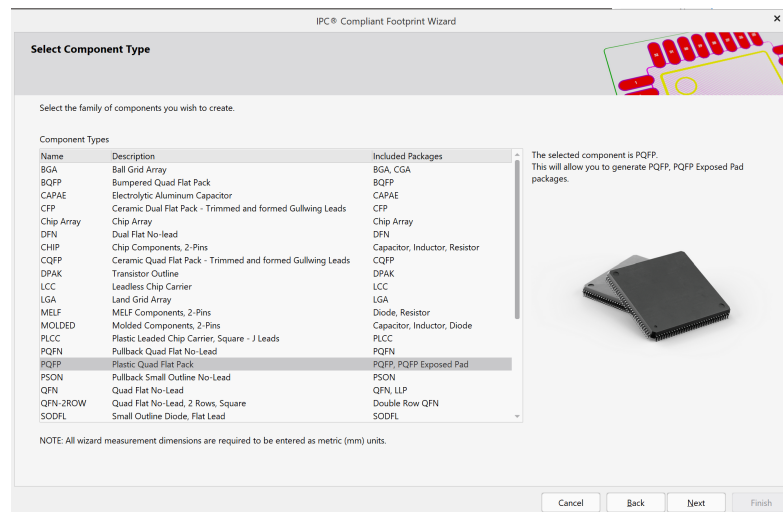 IPC® Compliant Footprint Wizard
Select Component Type
Select the family of components you wish to create.
Component Types
Name Description Included Packages
BGA Ball Grid Array BGA, CGA
BQFP Bumpered Quad Flat Pack BQFP
CAPAE Electrolytic Aluminum Capacitor CAPAE
CFP Ceramic Dual Flat Pack - Trimmed and formed Gullwing Leads CFP
Chip Array Chip Array Chip Array
DFN Dual Flat No-lead DFN
CHIP Chip Components, 2-Pins Capacitor, Inductor, Resistor
CQFP Ceramic Quad Flat Pack - Trimmed and formed Gullwing Leads CQFP
DPAK Transistor Outline DPAK
LCC Leadless Chip Carrier LCC
LGA Land Grid Array LGA
MELF MELF Components, 2-Pins Diode, Resistor
MOLDED Molded Components, 2-Pins Capacitor, Inductor, Diode
PLCC Plastic Leaded Chip Carrier, Square - J Leads PLCC
PQFN Pullback Quad Flat No-Lead PQFN
PQFP Plastic Quad Flat Pack PQFP, PQFP Exposed Pad
PSON Pullback Small Outline No-Lead PSON
QFN Quad Flat No-Lead QFN, LLP
QFN-2ROW Quad Flat No-Lead, 2 Rows, Square Double Row QFN
SODFL Small Outline Diode, Flat Lead SODFL
The selected component is PQFP.
This will allow you to generate PQFP, PQFP Exposed Pad
packages.
NOTE: All wizard measurement dimensions are required to be entered as metric (mm) units.
Cancel Back Next Finish